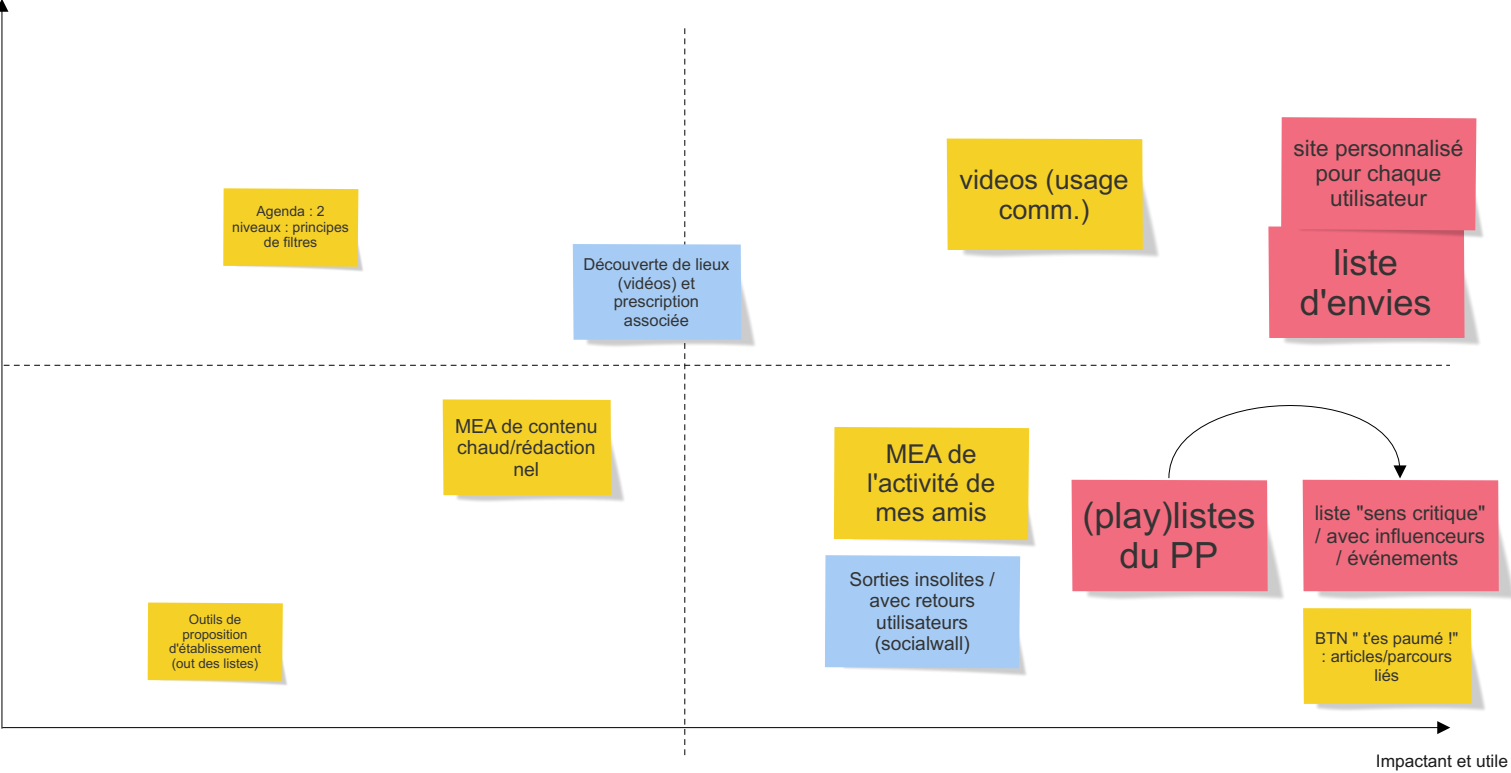 Agenda : 2
niveaux : principes
de filtres
Découverte de lieux
(vidéos) et
prescription
associée
videos (usage
comm.)
site personnalisé
pour chaque
utilisateur
liste
d'envies
MEA de contenu
chaud/rédaction
nel
MEA de
l'activité de
mes amis
(play)listes
du PP
liste "sens critique"
/ avec influenceurs
/ événements
Outils de
proposition
d'établissement
(out des listes)
Sorties insolites /
avec retours
utilisateurs
(socialwall)
BTN " t'es paumé !"
: articles/parcours
liés
Impactant et utile